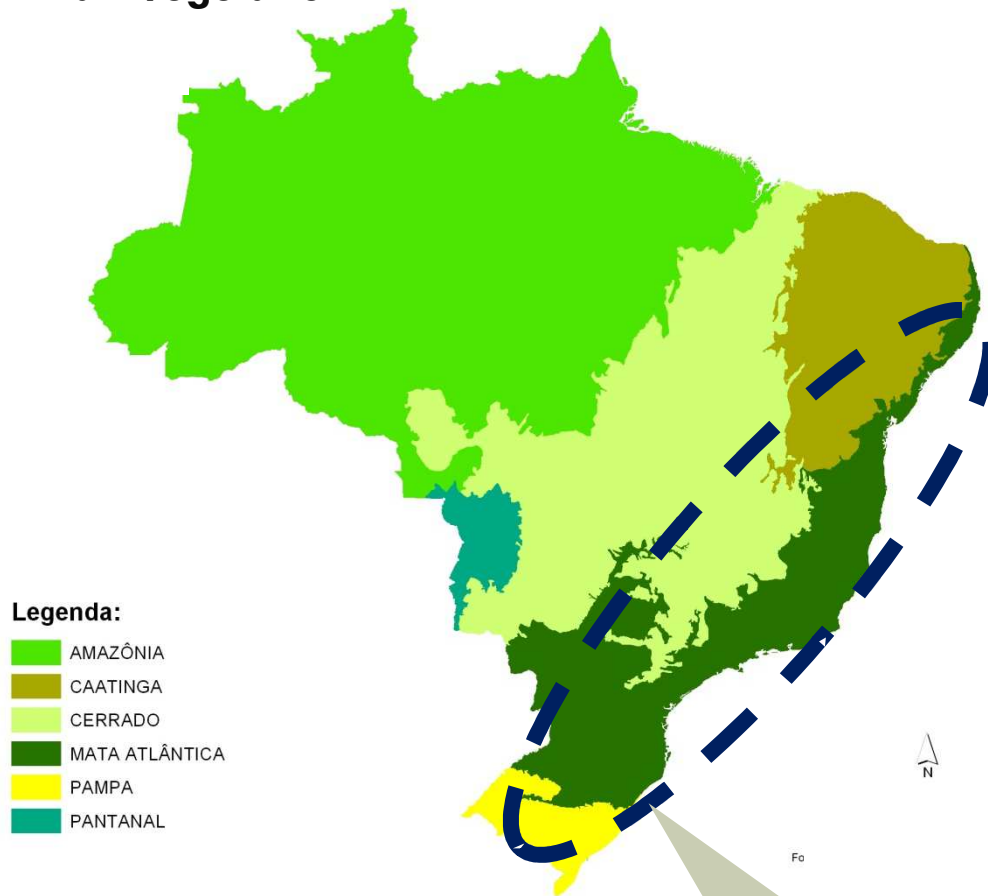 Legenda:
AMAZÔNIA
CAATINGA
CERRADO
MATA ATLÂNTICA
PAMPA
PANTANAL
N
Fo